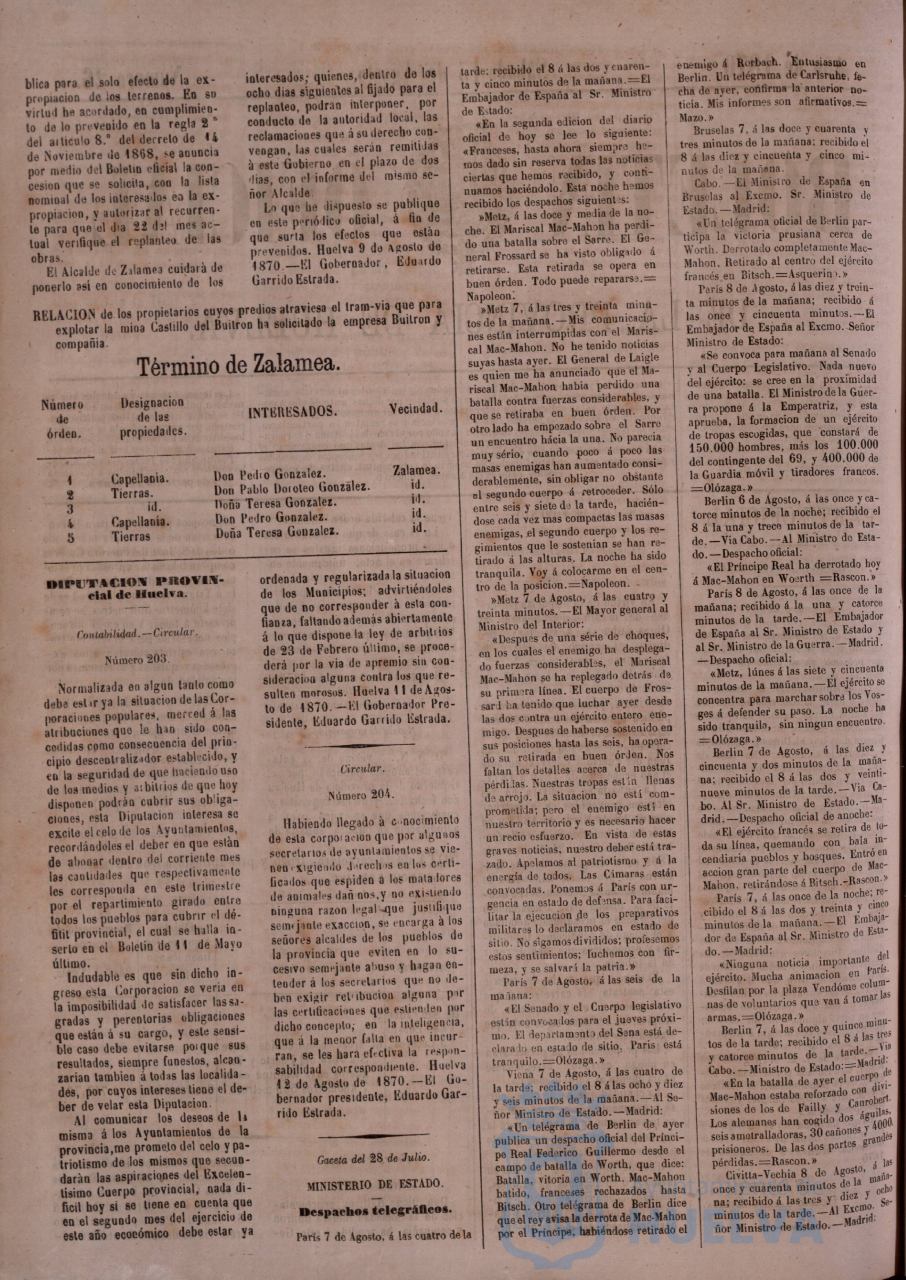 blica para el solo efecto de la ex-
propiacion de los terrenos. En su
virtud he acordado, en cumplimien-
to de lo prevenido en la regla 2.ª
del artículo 8.º del decreto de 14
de Noviembre de 1868, se anuncia
por medio del Boletin oficial la con-
cesion que se solicita, con la lista
nominal de los interesados en la ex-
propiacion, y autorizar al recurren-
te para que el dia 22 del mes ac-
tual verifique el replanteo de las
obras.
El Alcalde de Zalamea cuidará de
ponerlo así en conocimiento de los
interesados; quienes, dentro de los
ocho dias siguientes al fijado para el
replanteo, podrán interponer, por
conducto de la autoridad local, las
reclamaciones que á su derecho con-
vengan, las cuales serán remitidas
á este Gobierno en el plazo de dos
dias, con el informe del mismo se-
ñor Alcalde.
Lo que he dispuesto se publique
en este periódico oficial, á fin de
que surta los efectos que están
prevenidos. Huelva 9 de Agosto de
1870.—El Gobernador, Eduardo
Garrido Estrada.
RELACION de los propietarios cuyos predios atraviesa el tram-via que para
explotar la mina Castillo del Buitron ha solicitado la empresa Buitron y
compañia.
Término de Zalamea.
Número de órden. Designacion de las propiedades. INTERESADOS. Vecindad.
1 Capellania. Don Pedro Gonzalez. Zalamea.
2 Tierras. Don Pablo Doroteo Gonzalez. id.
3 id. Doña Teresa Gonzalez. id.
4 Capellania. Don Pedro Gonzalez. id.
5 Tierras Doña Teresa Gonzalez. id.
DIPUTACION PROVIN-
cial de Huelva.
Contabilidad.—Circular.
Número 203.
Normalizada en algun tanto como
debe estar ya la situacion de las Cor-
poraciones populares, merced á las
atribuciones que le han sido con-
cedidas como consecuencia del prin-
cipio descentralizador establecido, y
en la seguridad de que haciendo uso
de los medios y arbitrios de que hoy
disponen podrán cubrir sus obliga-
ciones, esta Diputacion interesa se
excite el celo de los Ayuntamientos,
recordándoles el deber en que están
de abonar dentro del corriente mes
las cantidades que respectivamente
les corresponda en este trimestre
por el repartimiento girado entre
todos los pueblos para cubrir el dé-
fitit provincial, el cual se halla in-
serto en el Boletin de 11 de Mayo
último.
Indudable es que sin dicho in-
greso esta Corporacion se veria en
la imposibilidad de satisfacer las sa-
gradas y perentorias obligaciones
que están á su cargo, y este sensi-
ble caso debe evitarse porque sus
resultados, siempre funestos, alcan-
zarian tambien á todas las localida-
des, por cuyos intereses tiene el de-
ber de velar esta Diputacion.
Al comunicar los deseos de la
misma á los Ayuntamientos de la
provincia, me prometo del celo y pa-
triotismo de los mismos que secun-
darán las aspiraciones del Excelen-
tisimo Cuerpo provincial, nada di-
ficil hoy si se tiene en cuenta que
en el segundo mes del ejercicio de
este año económico debe estar ya
ordenada y regularizada la situacion
de los Municipios; advirtiéndoles
que de no corresponder á esta con-
fianza, faltando además abiertamente
á lo que dispone la ley de arbitrios
de 23 de Febrero último, se proce-
derá por la via de apremio sin con-
sideracion alguna contra los que re-
sulten morosos. Huelva 11 de Agos-
to de 1870.—El Gobernador Pre-
sidente, Eduardo Garrido Estrada.
Circular.
Número 204.
Habiendo llegado á conocimiento
de esta corporacion que por algunos
secretarios de ayuntamientos se vie-
nen exigiendo derechos en los certi-
ficados que espiden á los matadores
de animales dañinos, y no existiendo
ninguna razon legal que justifique
semejante exaccion, se encarga á los
señores alcaldes de los pueblos de
la provincia que eviten en lo su-
cesivo semejante abuso y hagan en-
tender á los secretarios que no de-
ben exigir retribucion alguna por
las certificaciones que estienden por
dicho concepto; en la inteligencia,
que á la menor falta en que incur-
ran, se les hara efectiva la respon-
sabilidad correspondiente. Huelva
12 de Agosto de 1870.—El Go-
bernador presidente, Eduardo Gar-
rido Estrada.
Gaceta del 28 de Julio.
MINISTERIO DE ESTADO.
Despachos telegráficos.
París 7 de Agosto, á las cuatro de la
tarde; recibido el 8 á las dos y cuaren-
ta y cinco minutos de la mañana.=El
Embajador de España al Sr. Ministro
de Estado:
«En la segunda edicion del diario
oficial de hoy se lee lo siguiente:
«Franceses, hasta ahora siempre he-
mos dado sin reserva todas las noticias
ciertas que hemos recibido, y conti-
nuamos haciéndolo. Esta noche hemos
recibido los despachos siguientes:
»Metz, á las doce y media de la no-
che. El Mariscal Mac-Mahon ha perdi-
do una batalla sobre el Sarre. El Ge-
neral Frossard se ha visto obligado á
retirarse. Esta retirada se opera en
buen órden. Todo puede repararse.=
Napoleon.
»Metz 7, á las tres y treinta minu-
tos de la mañana.—Mis comunicacio-
nes están interrumpidas con el Maris-
cal Mac-Mahon. No he tenido noticias
suyas hasta ayer. El General de Laigle
es quien me ha anunciado que el Ma-
riscal Mac-Mahon habia perdido una
batalla contra fuerzas considerables, y
que se retiraba en buen órden. Por
otro lado ha empezado sobre el Sarre
un encuentro hácia la una. No parecia
muy sério, cuando poco á poco las
masas enemigas han aumentado consi-
derablemente, sin obligar no obstante
al segundo cuerpo á retroceder. Sólo
entre seis y siete de la tarde, hacién-
dose cada vez mas compactas las masas
enemigas, el segundo cuerpo y los re-
gimientos que le sostenian se han re-
tirado á las alturas. La noche ha sido
tranquila. Voy á colocarme en el cen-
tro de la posicion.=Napoleon.
»Metz 7 de Agosto, á las cuatro y
treinta minutos.—El Mayor general al
Ministro del Interior:
«Despues de una série de choques,
en los cuales el enemigo ha desplega-
do fuerzas considerables, el Mariscal
Mac-Mahon se ha replegado detrás de
su primera línea. El cuerpo de Fros-
sard ha tenido que luchar ayer desde
las dos contra un ejército entero ene-
migo. Despues de haberse sostenido en
sus posiciones hasta las seis, ha opera-
do su retirada en buen órden. Nos
faltan los detalles acerca de nuestras
pérdidas. Nuestras tropas están llenas
de arrojo. La situacion no está com-
prometida; pero el enemigo está en
nuestro territorio y es necesario hacer
un recio esfuerzo. En vista de estas
graves noticias, nuestro deber está tra-
zado. Apelamos al patriotismo y á la
energía de todos. Las Cámaras están
convocadas. Ponemos á París con ur-
gencia en estado de defensa. Para faci-
litar la ejecucion de los preparativos
militares lo declaramos en estado de
sitio. No sigamos divididos; profesemos
estos sentimientos; luchemos con fir-
meza, y se salvará la patria.»
París 7 de Agosto, á las seis de la
mañana:
«El Senado y el Cuerpo legislativo
están convocados para el jueves próxi-
mo. El departamento del Sena está de-
clarado en estado de sitio. Paris está
tranquilo.=Olózaga.»
Viena 7 de Agosto, á las cuatro de
la tarde; recibido el 8 á las ocho y diez
y seis minutos de la mañana.—Al Se-
ñor Ministro de Estado.—Madrid:
«Un telégrama de Berlin de ayer
publica un despacho oficial del Prínci-
pe Real Federico Guillermo desde el
campo de batalla de Worth, que dice:
Batalla, vitoria en Worth. Mac-Mahon
batido, franceses rechazados hasta
Bitsch. Otro telégrama de Berlin dice
que el rey avisa la derrota de Mac-Mahon
por el Príncipe, habiéndose retirado el
enemigo á Rorbach. Entusiasmo en
Berlin. Un telégrama de Carlsruhe, fe-
cha de ayer, confirma la anterior no-
ticia. Mis informes son afirmativos.=
Mazo.»
Bruselas 7, á las doce y cuarenta y
tres minutos de la mañana; recibido el
8 á las diez y cincuenta y cinco mi-
nutos de la mañana.
Cabo.—El Ministro de España en
Bruselas al Excmo. Sr. Ministro de
Estado.—Madrid:
«Un telégrama oficial de Berlin par-
ticipa la victoria prusiana cerca de
Worth. Derrotado completamente Mac-
Mahon. Retirado al centro del ejército
francés en Bitsch.=Asquerino.»
París 8 de Agosto, á las diez y trein-
ta minutos de la mañana; recibido á
las once y cincuenta minutos.—El
Embajador de España al Excmo. Señor
Ministro de Estado:
«Se convoca para mañana al Senado
y al Cuerpo Legislativo. Nada nuevo
del ejército: se cree en la proximidad
de una batalla. El Ministro de la Guer-
ra propone á la Emperatriz, y esta
aprueba, la formacion de un ejército
de tropas escogidas, que constará de
150.000 hombres, más los 100.000
del contingente del 69, y 400.000 de
la Guardia móvil y tiradores francos.
=Olózaga.»
Berlin 6 de Agosto, á las once y ca-
torce minutos de la noche; recibido el
8 á la una y trece minutos de la tar-
de.—Via Cabo.—Al Ministro de Esta-
do.—Despacho oficial:
«El Príncipe Real ha derrotado hoy
á Mac-Mahon en Woerth =Rascon.»
París 8 de Agosto, á las once de la
mañana; recibido á la una y catorce
minutos de la tarde.—El Embajador
de España al Sr. Ministro de Estado y
al Sr. Ministro de la Guerra.—Madrid.
—Despacho oficial:
«Metz, lúnes á las siete y cincuenta
minutos de la mañana.—El ejército se
concentra para marchar sobre los Vos-
ges á defender su paso. La noche ha
sido tranquila, sin ningun encuentro.
=Olózaga.»
Berlin 7 de Agosto, á las diez y
cincuenta y dos minutos de la maña-
na; recibido el 8 á las dos y veinti-
nueve minutos de la tarde.—Via Ca-
bo. Al Sr. Ministro de Estado.—Ma-
drid.—Despacho oficial de anoche:
«El ejército francés se retira de to-
da su línea, quemando con bala in-
cendiaria pueblos y bosques. Entró en
accion gran parte del cuerpo de Mac-
Mahon, retirándose á Bitsch.-Rascon.»
París 7, á las once de la noche; re-
cibido el 8 á las dos y treinta y cinco
minutos de la mañana.—El Embaja-
dor de España al Sr. Ministro de Esta-
do.—Madrid:
«Ninguna noticia importante del
ejército. Mucha animacion en París.
Desfilan por la plaza Vendóme colum-
nas de voluntarios que van á tomar las
armas.=Olózaga.»
Berlin 7, á las doce y quince minu-
tos de la tarde; recibido el 8 á las tres
y catorce minutos de la tarde.—Via
Cabo.—Ministro de Estado:=Madrid:
«En la batalla de ayer el cuerpo de
Mac-Mahon estaba reforzado con divi-
siones de los de Failly y Canrobert.
Los alemanes han cogido dos águilas,
seis ametralladoras, 30 cañones y 4000
prisioneros. De las dos partes grandes
pérdidas.=Rascon.»
Civitta-Vechia 8 de Agosto, á las
once y cuarenta minutos de la maña-
na; recibido á las tres y diez y ocho
minutos de la tarde.—Al Excmo. Se-
ñor Ministro de Estado.—Madrid:
HUELVA